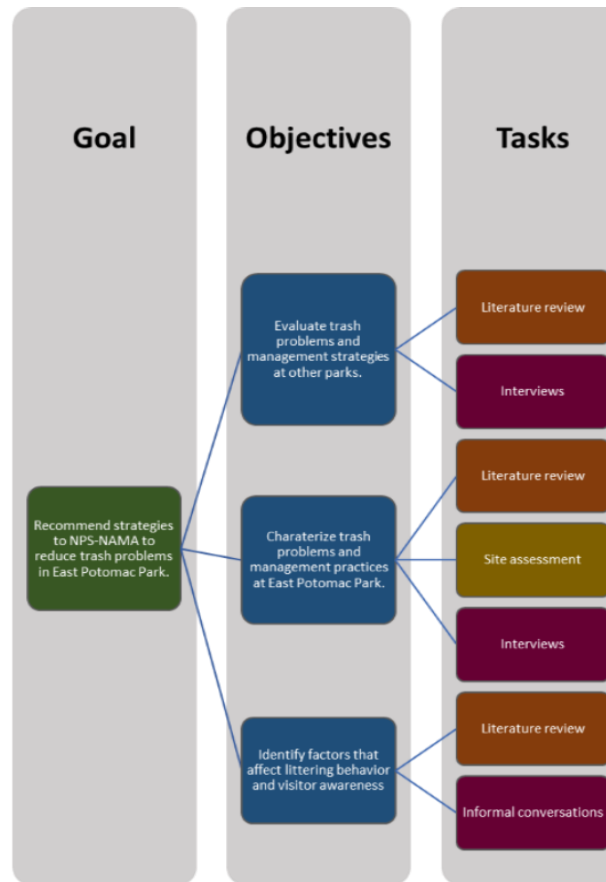 Goal
Objectives
Tasks
Recommend strategies
to NPS-NAMA to
reduce trash problems
in East Potomac Park.
Evaluate trash
problems and
management strategies
at other parks.
Literature review
Interviews
Charaterize trash
problems and
management practices
at East Potomac Park.
Literature review
Site assessment
Interviews
Identify factors that
affect littering behavior
and visitor awareness
Literature review
Informal conversations